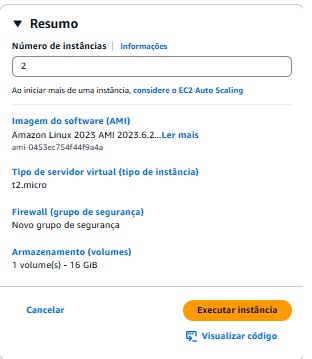 Resumo
Número de instâncias Informações
2
Ao iniciar mais de uma instância, considere o EC2 Auto Scaling
Imagem do software (AMI)
Amazon Linux 2023 AMI 2023.6.2...Ler mais
ami-0453ec754f44f9a4a
Tipo de servidor virtual (tipo de instância)
t2.micro
Firewall (grupo de segurança)
Novo grupo de segurança
Armazenamento (volumes)
1 volume(s) - 16 GiB
Cancelar Executar instância
Visualizar código